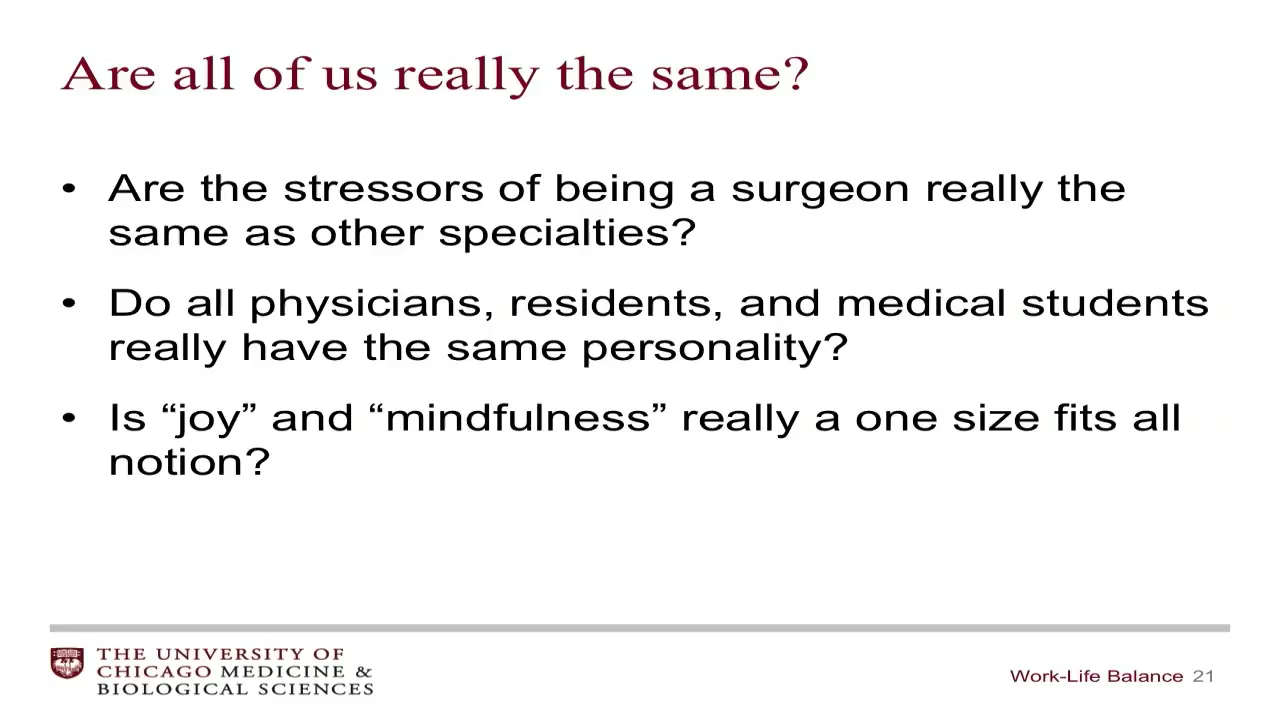 Are all of us really the same?
• Are the stressors of being a surgeon really the
same as other specialties?
• Do all physicians, residents, and medical students
really have the same personality?
• Is “joy” and “mindfulness” really a one size fits all
notion?
THE UNIVERSITY OF
CHICAGO MEDICINE &
BIOLOGICAL SCIENCES
Work-Life Balance 21